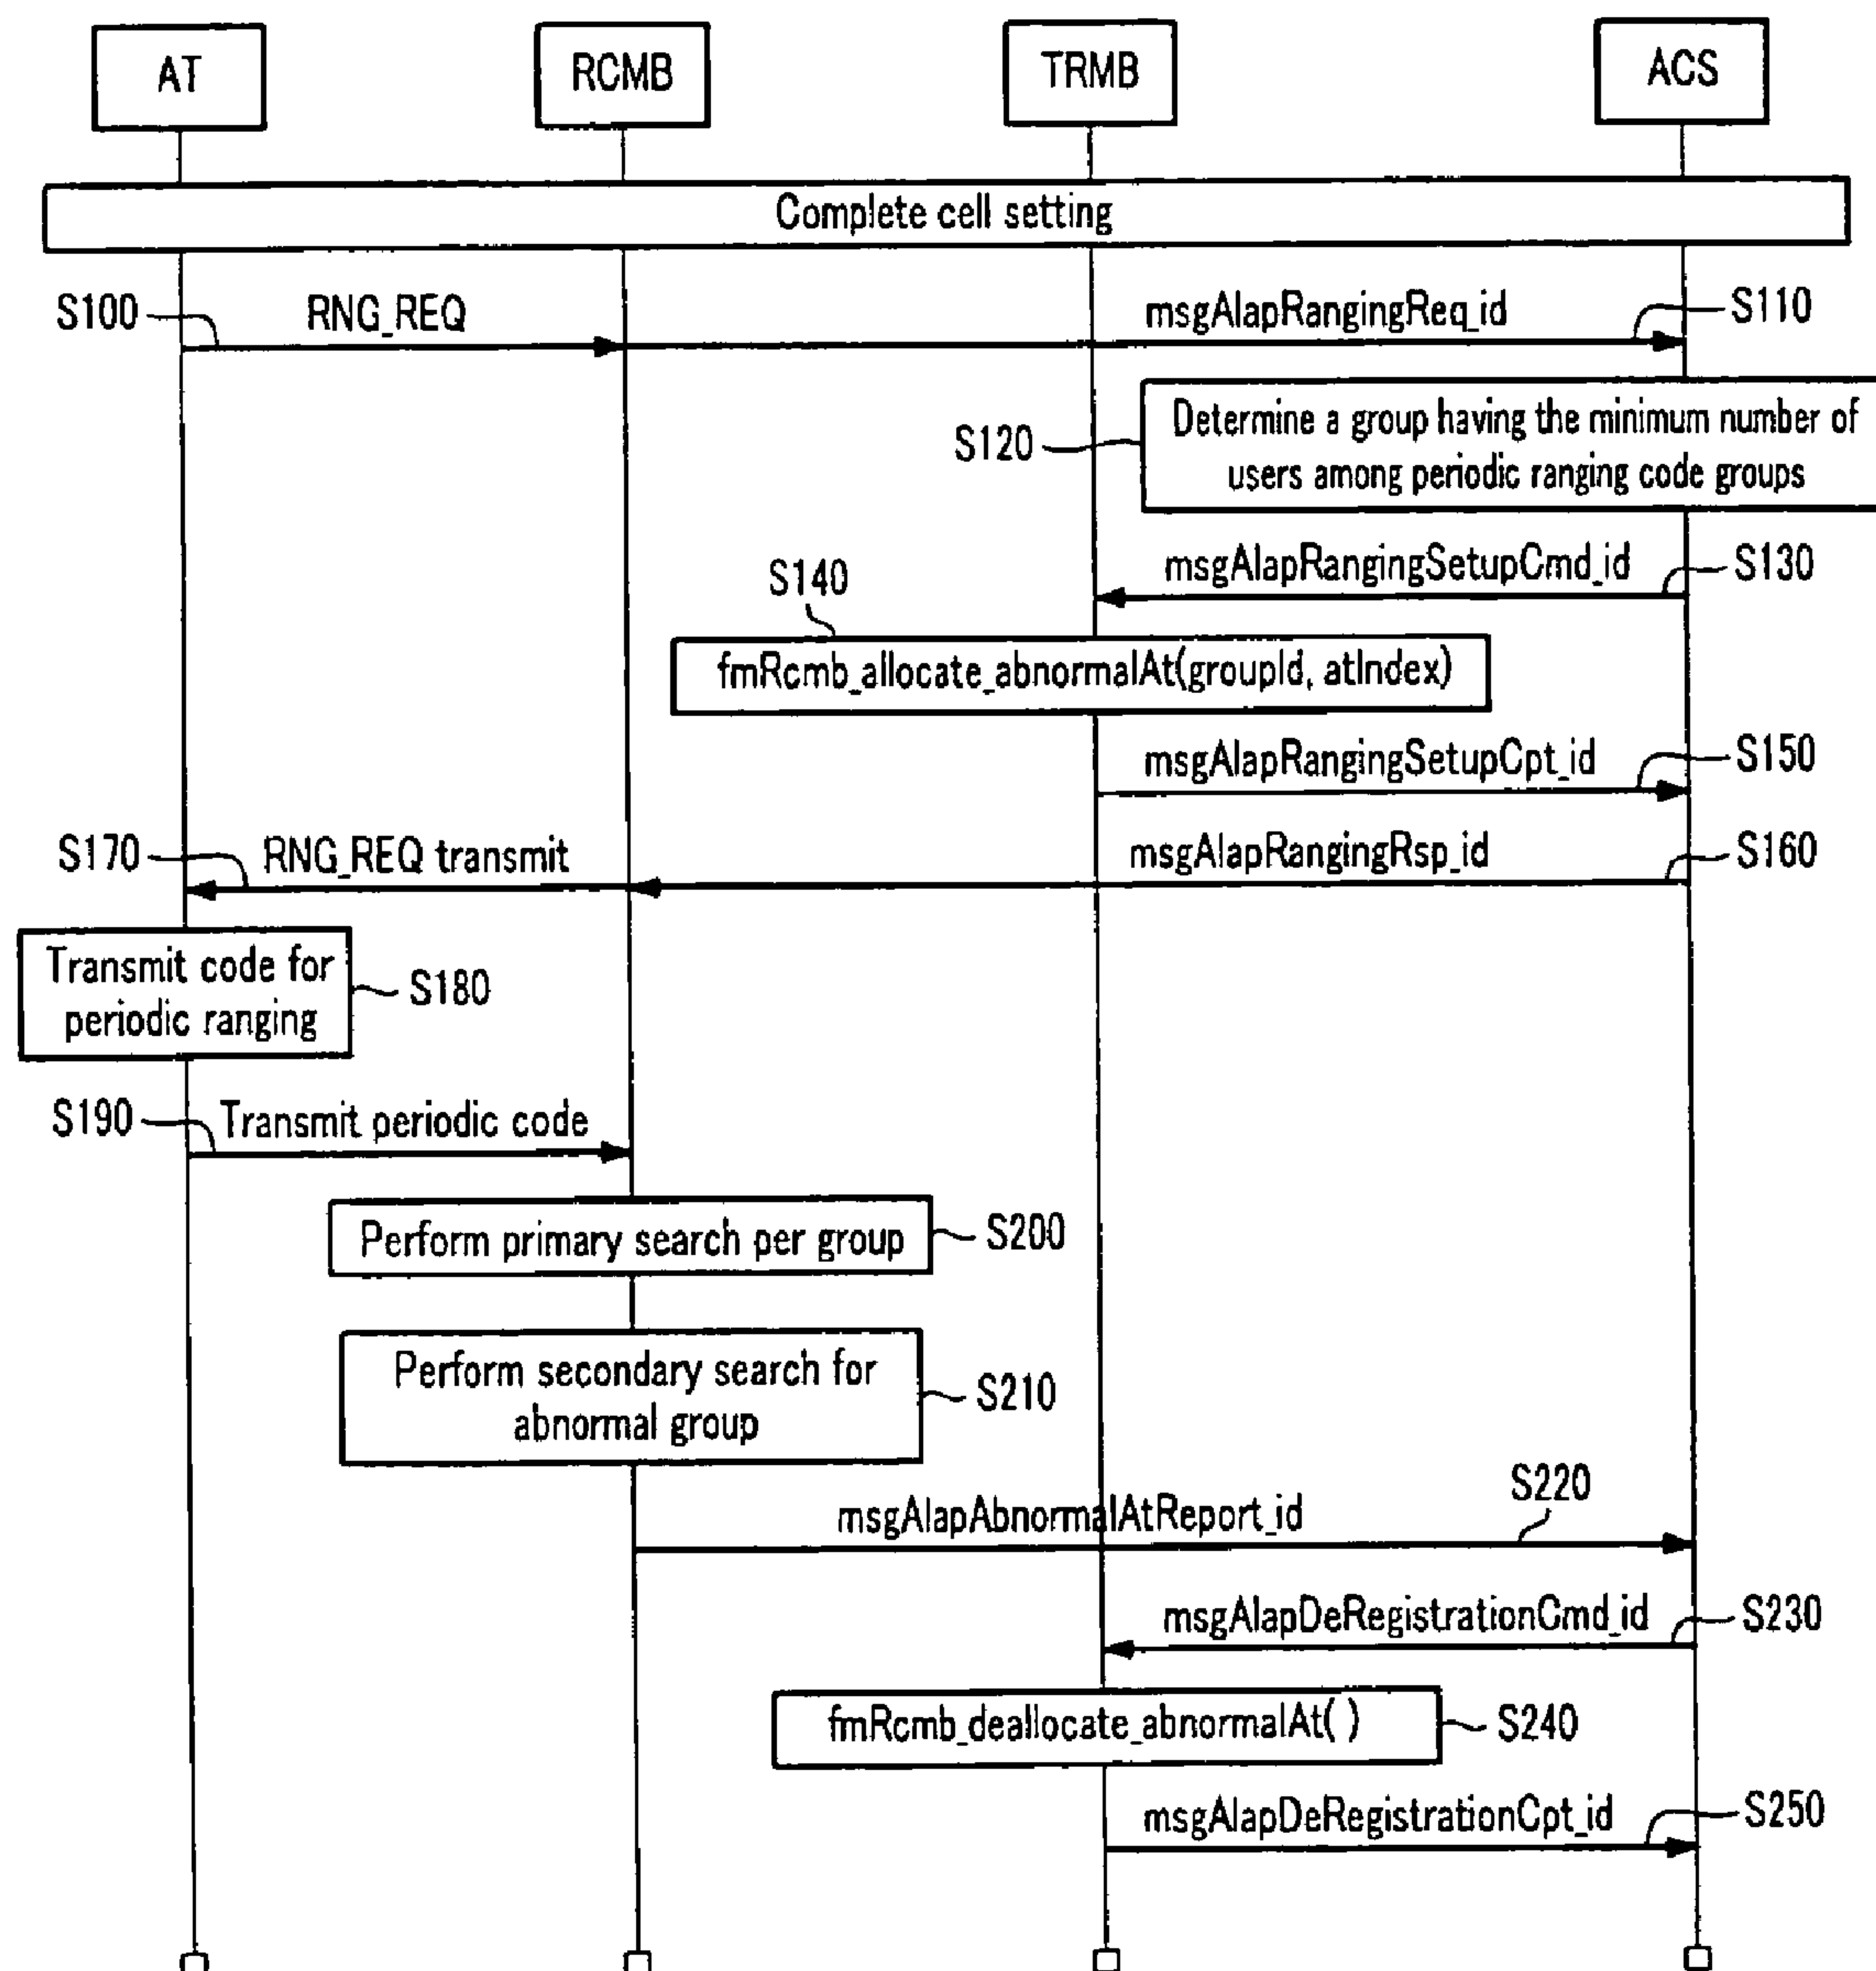 AT
RCMB
TRMB
ACS
Complete cell setting
S100
RNG_REQ
msgAlapRangingReq_id
S110
S120
Determine a group having the minimum number of
users among periodic ranging code groups
msgAlapRangingSetupCmd_id
S130
S140
fmRcmb_allocate_abnormalAt(groupId, atIndex)
msgAlapRangingSetupCpt_id
S150
S170
RNG_REQ transmit
msgAlapRangingRsp_id
S160
Transmit code for
periodic ranging
S180
S190
Transmit periodic code
Perform primary search per group
S200
Perform secondary search for
abnormal group
S210
S220
msgAlapAbnormalAtReport_id
msgAlapDeRegistrationCmd_id
S230
fmRcmb_deallocate_abnormalAt( )
S240
msgAlapDeRegistrationCpt_id
S250